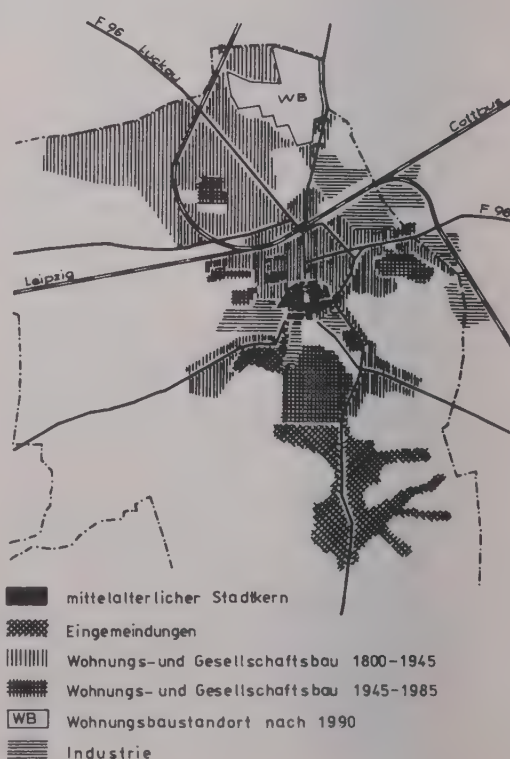 F 96
Luckau
WB
Cottbus
F 96
Leipzig
mittelalterlicher Stadtkern
Eingemeindungen
Wohnungs-und Gesellschaftsbau 1800-1945
Wohnungs- und Gesellschaftsbau 1945-1985
WB Wohnungsbaustandort nach 1990
Industrie